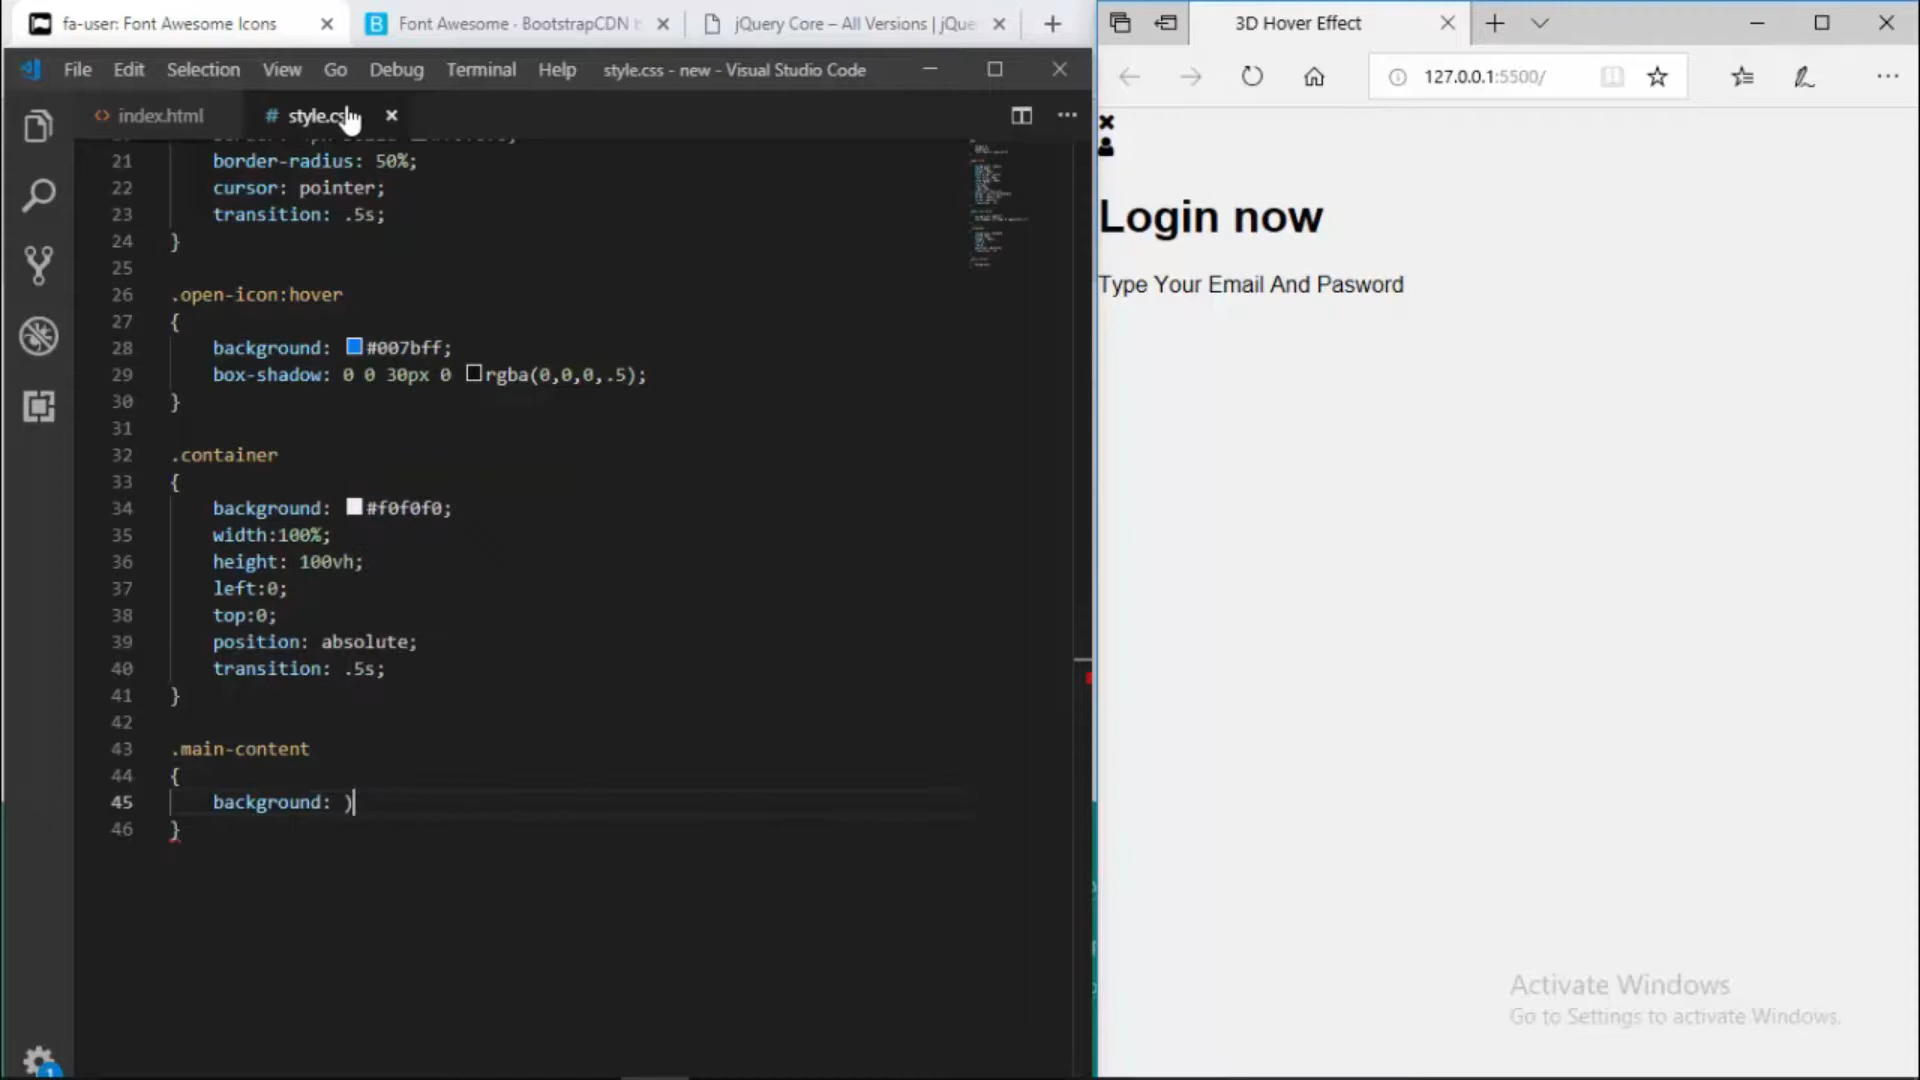 fa-user: Font Awesome Icons
Font Awesome · BootstrapCDN b
jQuery Core – All Versions | jQue
File Edit Selection View Go Debug Terminal Help style.css - new - Visual Studio Code
index.html
# style.css
21 border-radius: 50%;
22 cursor: pointer;
23 transition: .5s;
24 }
25
26 .open-icon:hover
27 {
28 background: #007bff;
29 box-shadow: 0 0 30px 0 rgba(0,0,0,.5);
30 }
31
32 .container
33 {
34 background: #f0f0f0;
35 width:100%;
36 height: 100vh;
37 left:0;
38 top:0;
39 position: absolute;
40 transition: .5s;
41 }
42
43 .main-content
44 {
45 background: )
46 }
1
3D Hover Effect
127.0.0.1:5500/
Login now
Type Your Email And Pasword
Activate Windows
Go to Settings to activate Windows.